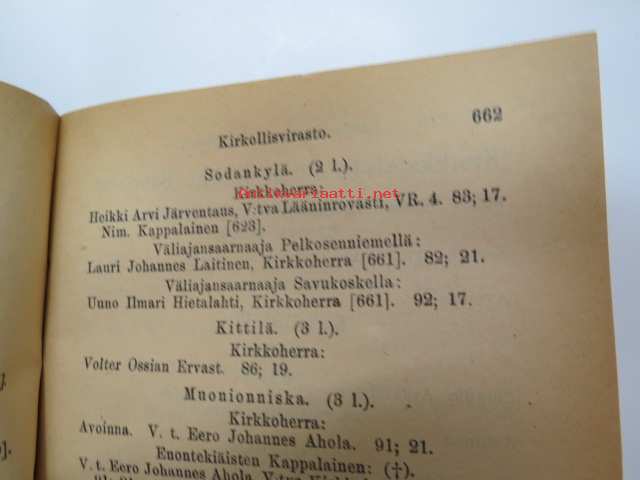 Kirkollisvirasto.
662
Sodankylä. (2 l.).
Kirkkoherra:
Heikki Arvi Järventaus, V:tva Lääninrovasti, VR. 4. 83; 17.
Nim. Kappalainen [623].
Väliajansaarnaaja Pelkosenniemellä:
Lauri Johannes Laitinen, Kirkkoherra [661]. 82; 21.
Väliajansaarnaaja Savukoskella:
Uuno Ilmari Hietalahti, Kirkkoherra [661]. 92; 17.
Kittilä. (3 l.).
Kirkkoherra:
Volter Ossian Ervast. 86; 19.
Muonionniska. (3 l.).
Kirkkoherra:
Avoinna. V. t. Eero Johannes Ahola. 91; 21.
Enontekiäisten Kappalainen: (†).
V. t. Eero Johannes Ahola, V:tva